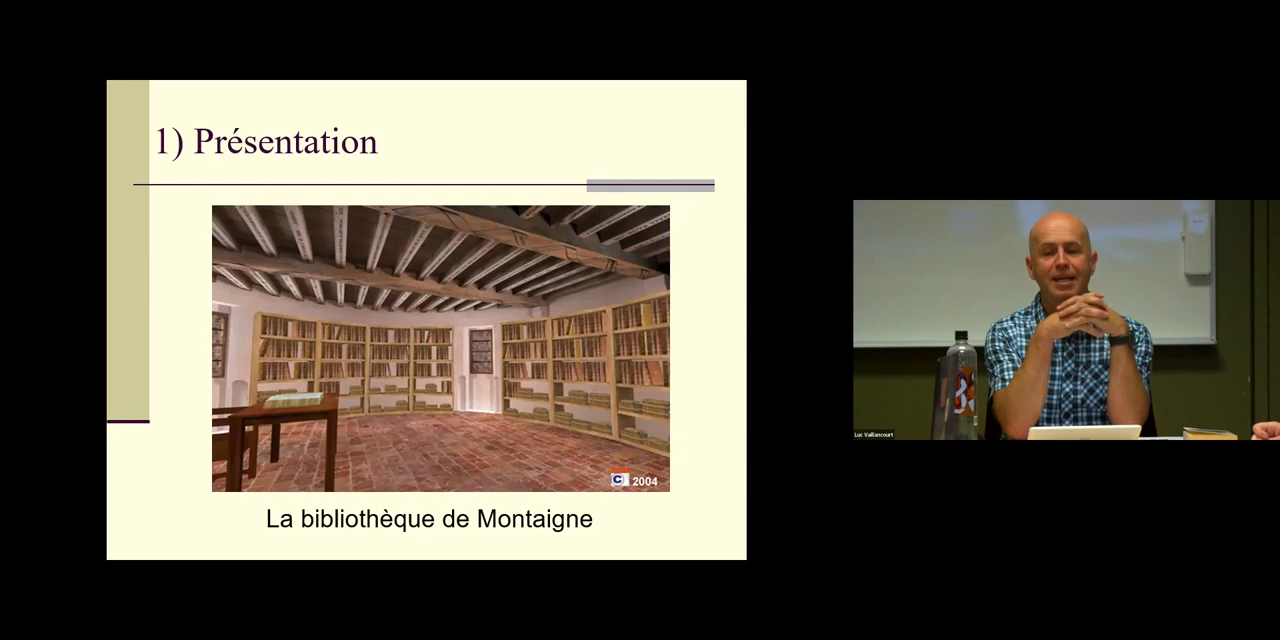 1) Présentation
C 2004
La bibliothèque de Montaigne
Luc Vaillancourt